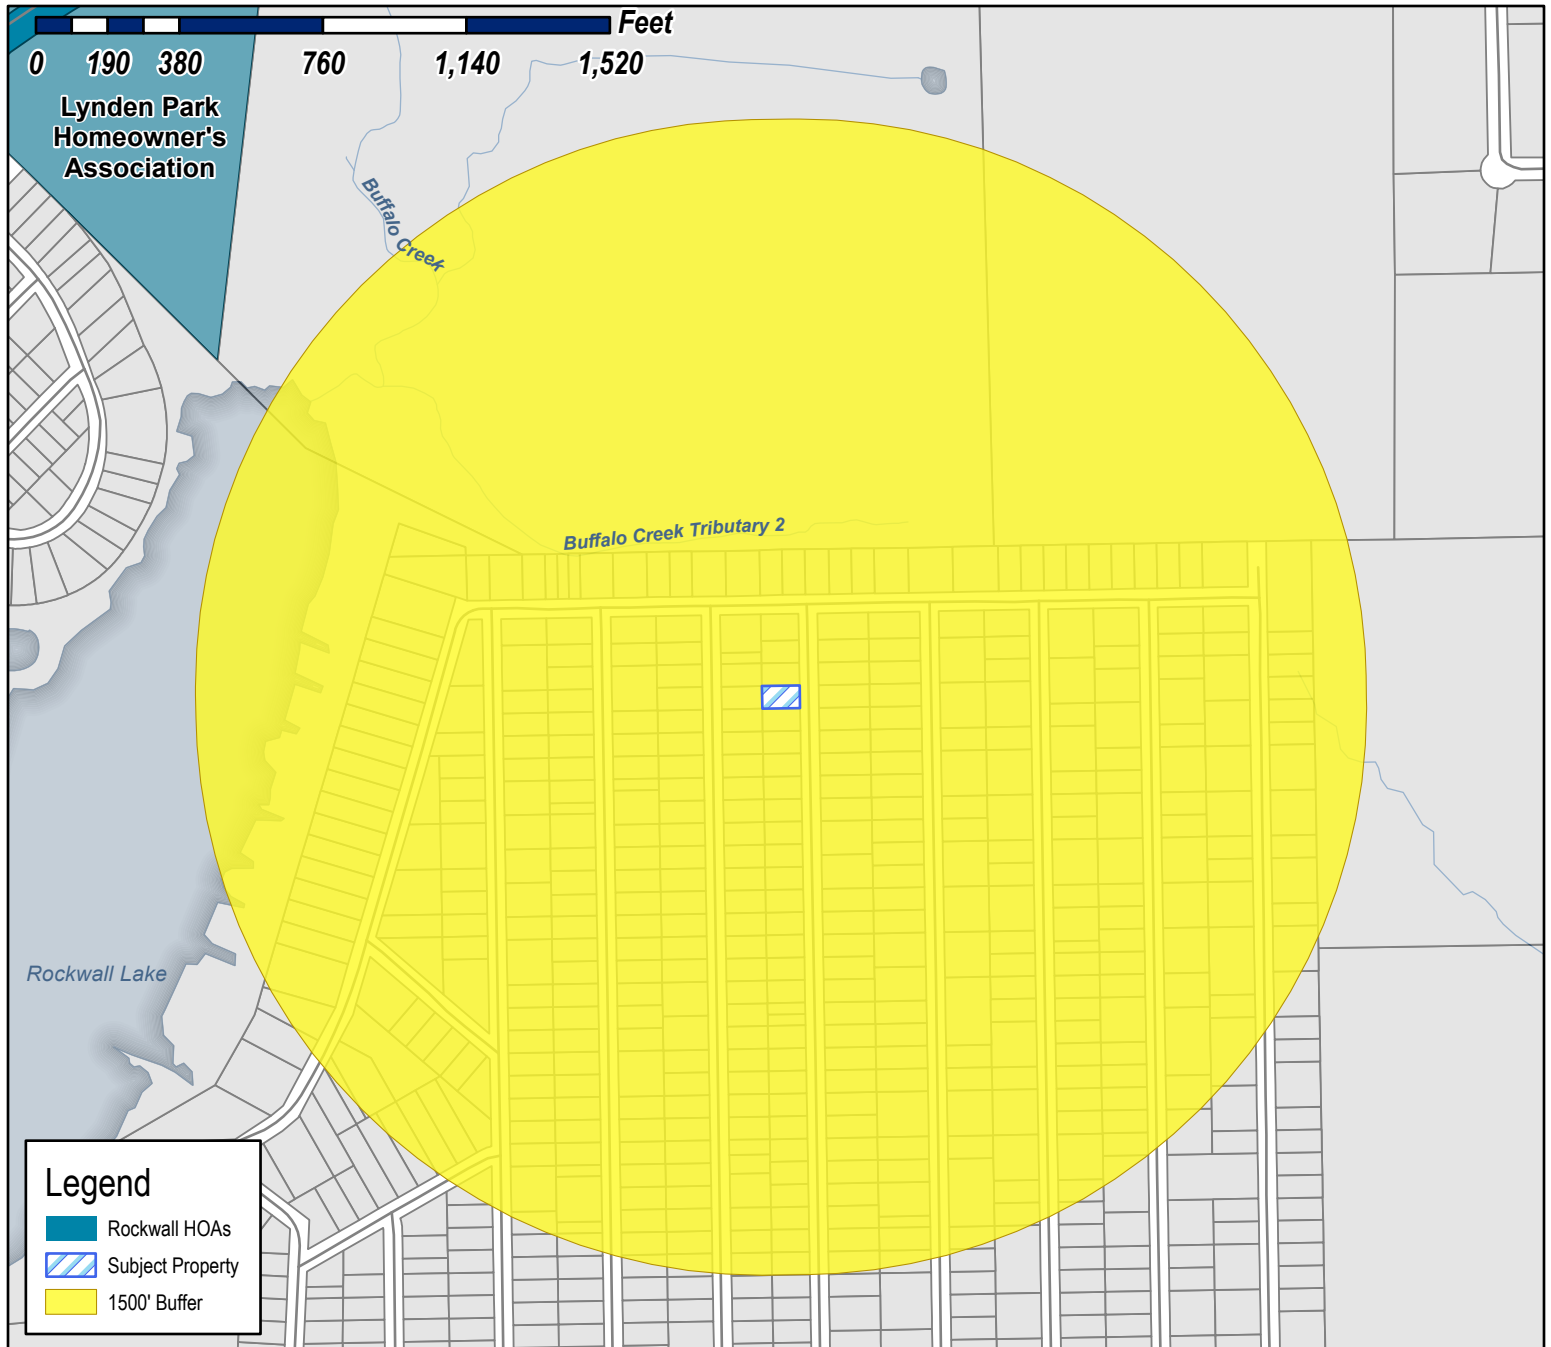 Feet
0 190 380 760 1,140 1,520
Lynden Park
Homeowner's
Association
Buffalo Creek
Buffalo Creek Tributary 2
Rockwall Lake
Legend
Rockwall HOAs
Subject Property
1500' Buffer